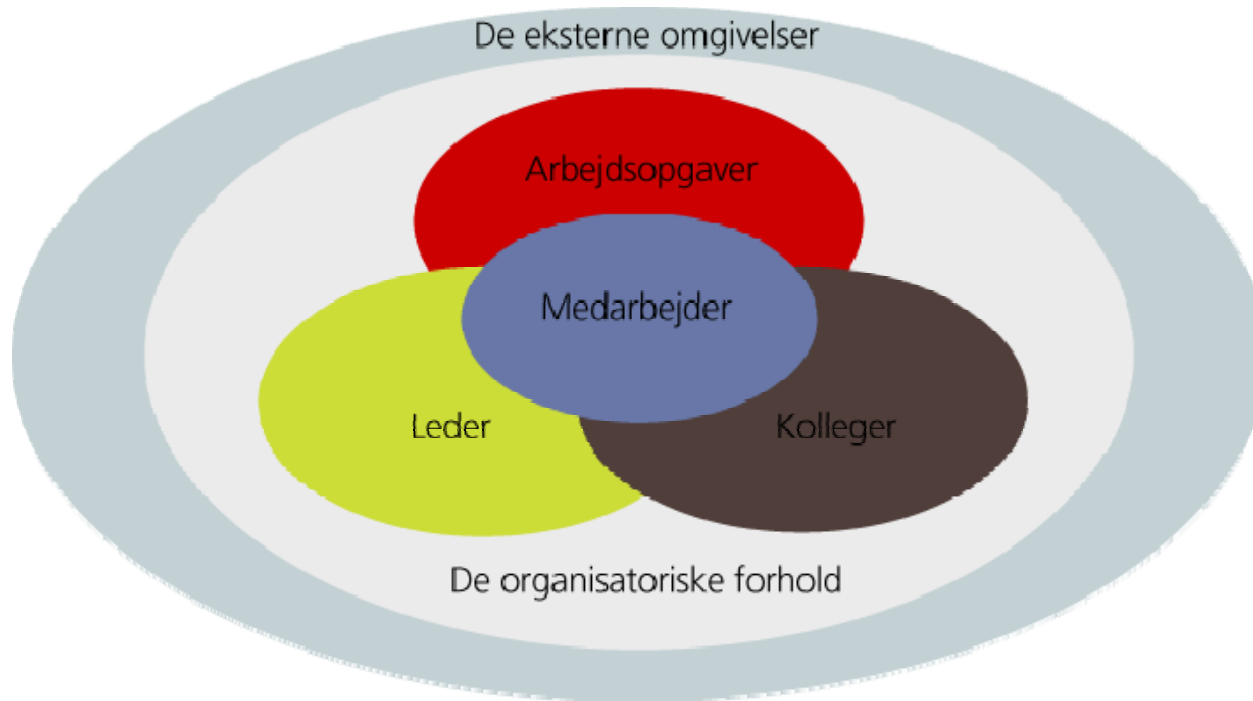 De eksterne omgivelser
Arbejdsopgaver
Medarbejder
Leder
Kolleger
De organisatoriske forhold